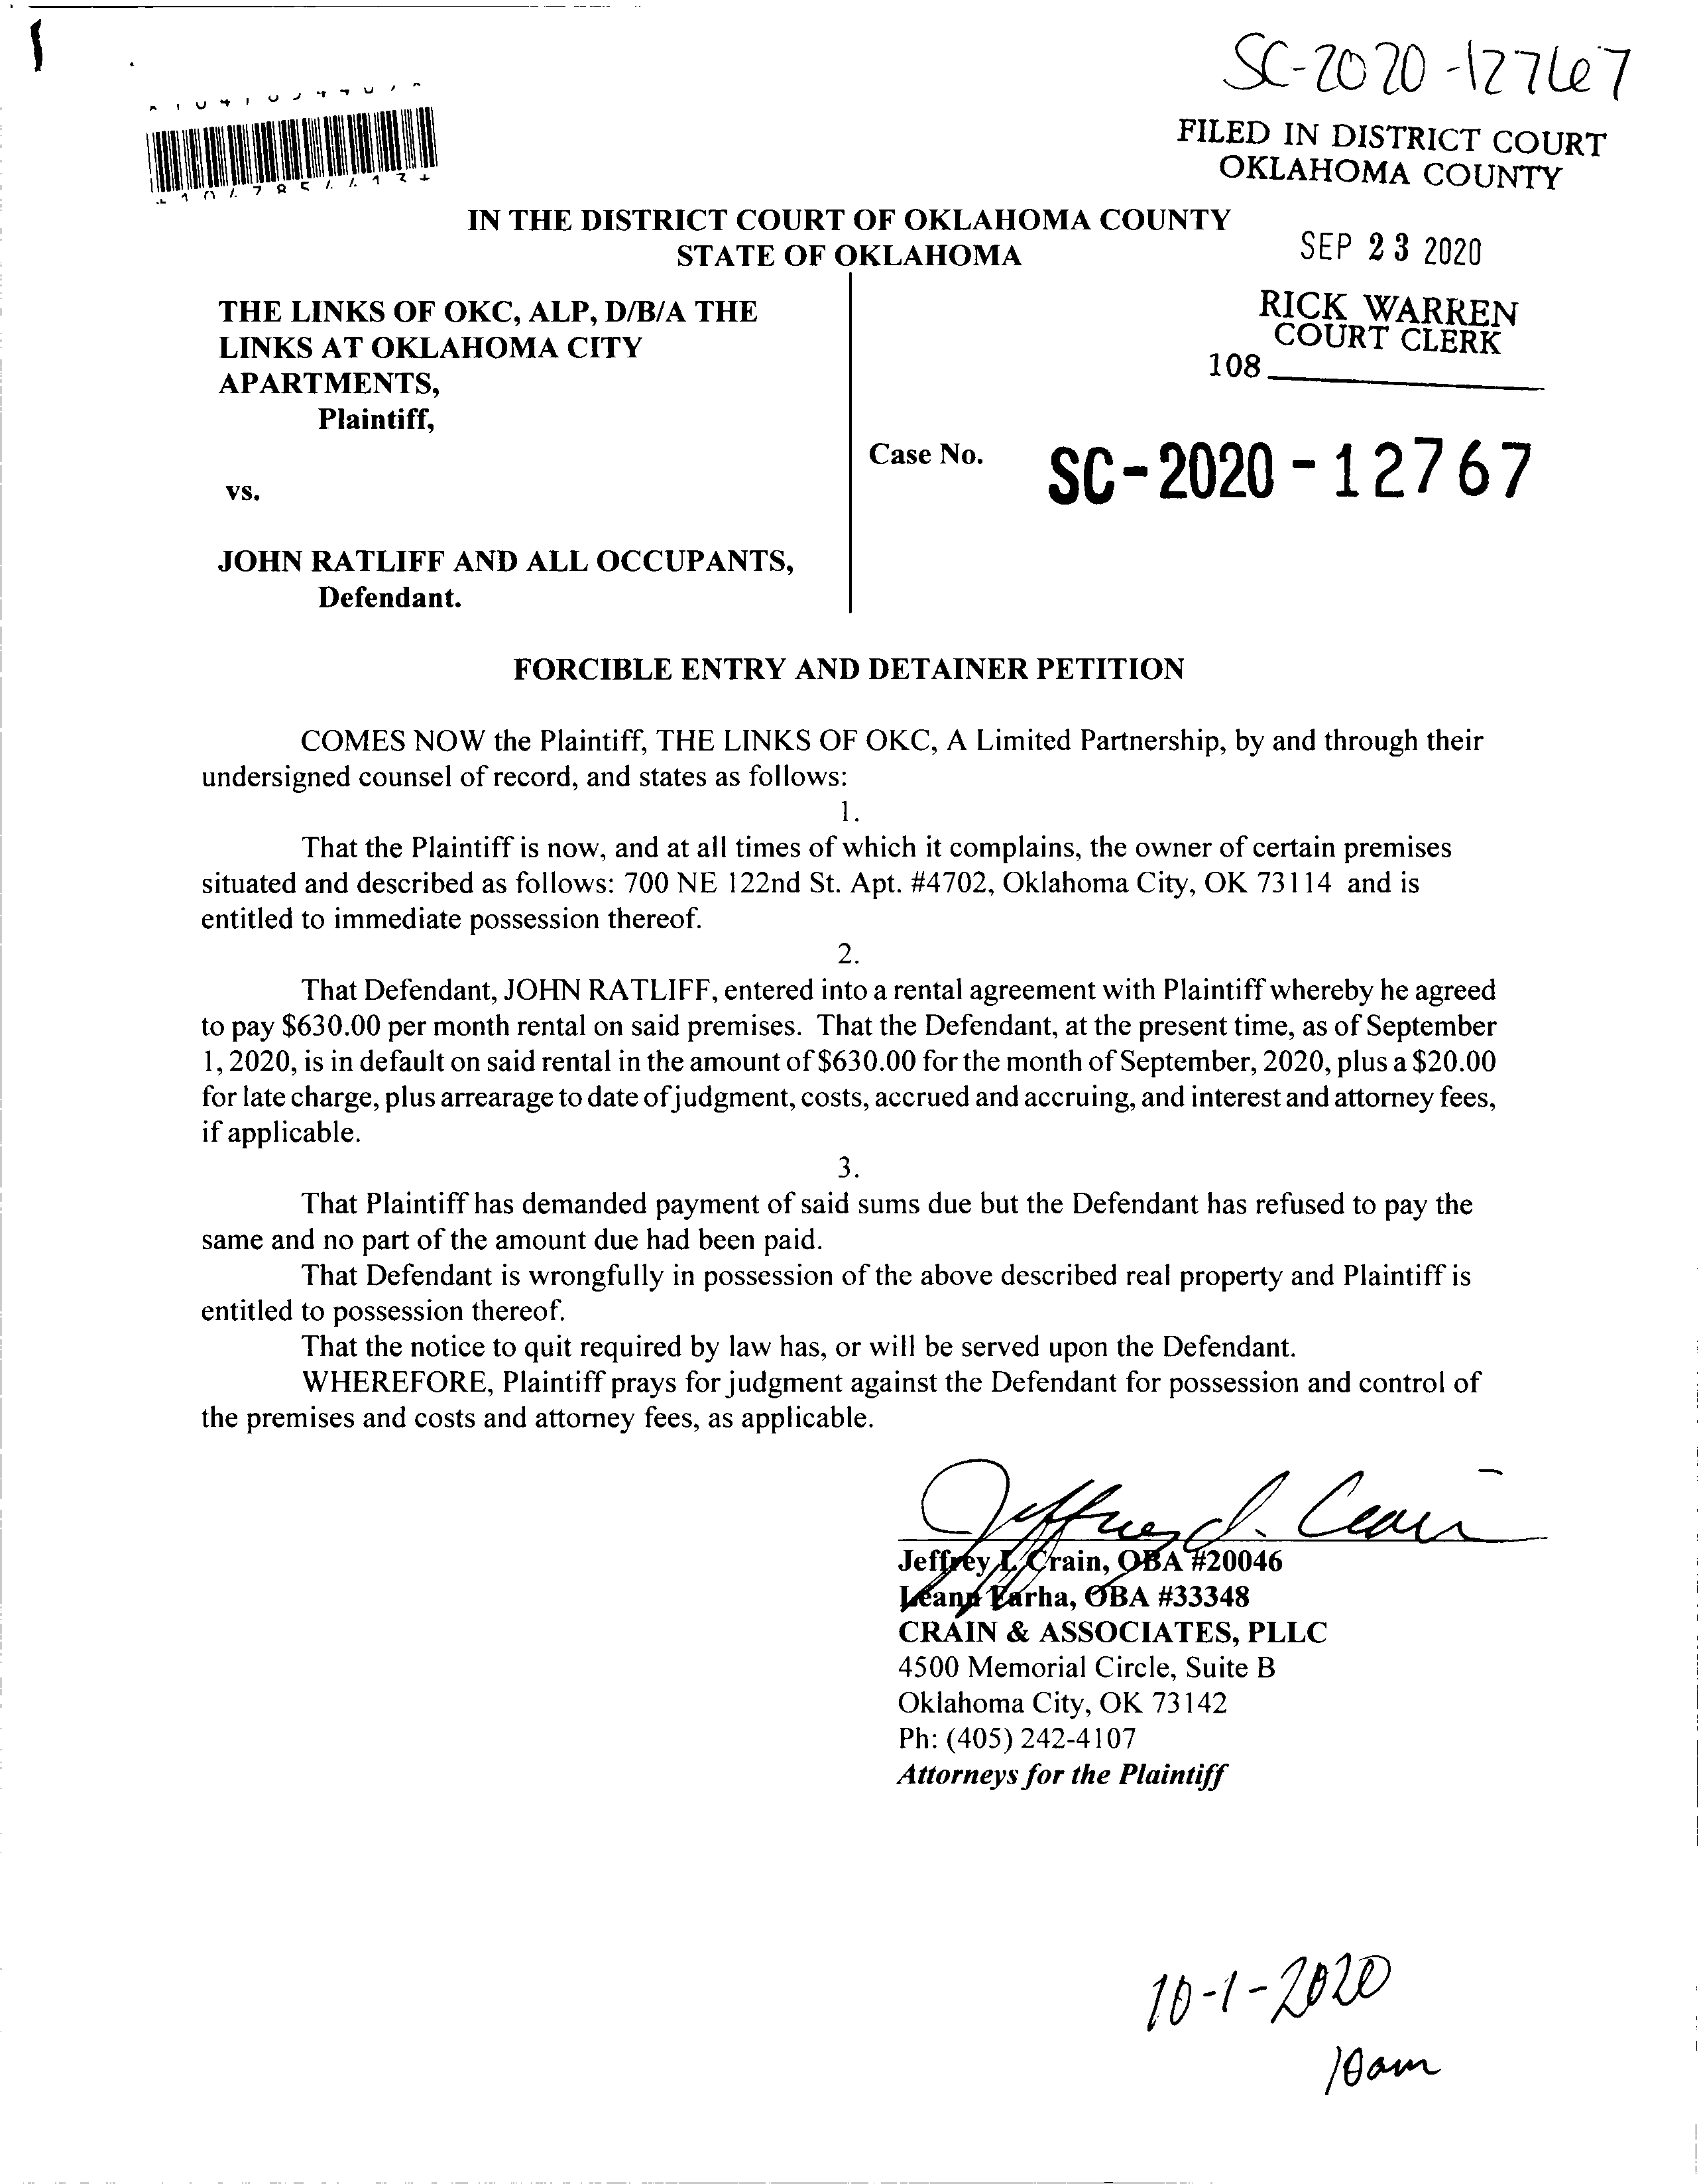 SC-2020-12767
FILED IN DISTRICT COURT
OKLAHOMA COUNTY
IN THE DISTRICT COURT OF OKLAHOMA COUNTY
STATE OF OKLAHOMA
SEP 23 2020
RICK WARREN
COURT CLERK
108
THE LINKS OF OKC, ALP, D/B/A THE
LINKS AT OKLAHOMA CITY
APARTMENTS,
Plaintiff,
Case No. SC-2020-12767
vs.
JOHN RATLIFF AND ALL OCCUPANTS,
Defendant.
FORCIBLE ENTRY AND DETAINER PETITION
COMES NOW the Plaintiff, THE LINKS OF OKC, A Limited Partnership, by and through their
undersigned counsel of record, and states as follows:
1.
That the Plaintiff is now, and at all times of which it complains, the owner of certain premises
situated and described as follows: 700 NE 122nd St. Apt. #4702, Oklahoma City, OK 73114 and is
entitled to immediate possession thereof.
2.
That Defendant, JOHN RATLIFF, entered into a rental agreement with Plaintiff whereby he agreed
to pay $630.00 per month rental on said premises. That the Defendant, at the present time, as of September
1, 2020, is in default on said rental in the amount of $630.00 for the month of September, 2020, plus a $20.00
for late charge, plus arrearage to date of judgment, costs, accrued and accruing, and interest and attorney fees,
if applicable.
3.
That Plaintiff has demanded payment of said sums due but the Defendant has refused to pay the
same and no part of the amount due had been paid.
That Defendant is wrongfully in possession of the above described real property and Plaintiff is
entitled to possession thereof.
That the notice to quit required by law has, or will be served upon the Defendant.
WHEREFORE, Plaintiff prays for judgment against the Defendant for possession and control of
the premises and costs and attorney fees, as applicable.
Jeffrey L Crain, OBA #20046
Leann Farha, OBA #33348
CRAIN & ASSOCIATES, PLLC
4500 Memorial Circle, Suite B
Oklahoma City, OK 73142
Ph: (405) 242-4107
Attorneys for the Plaintiff
10-1-2020
10am